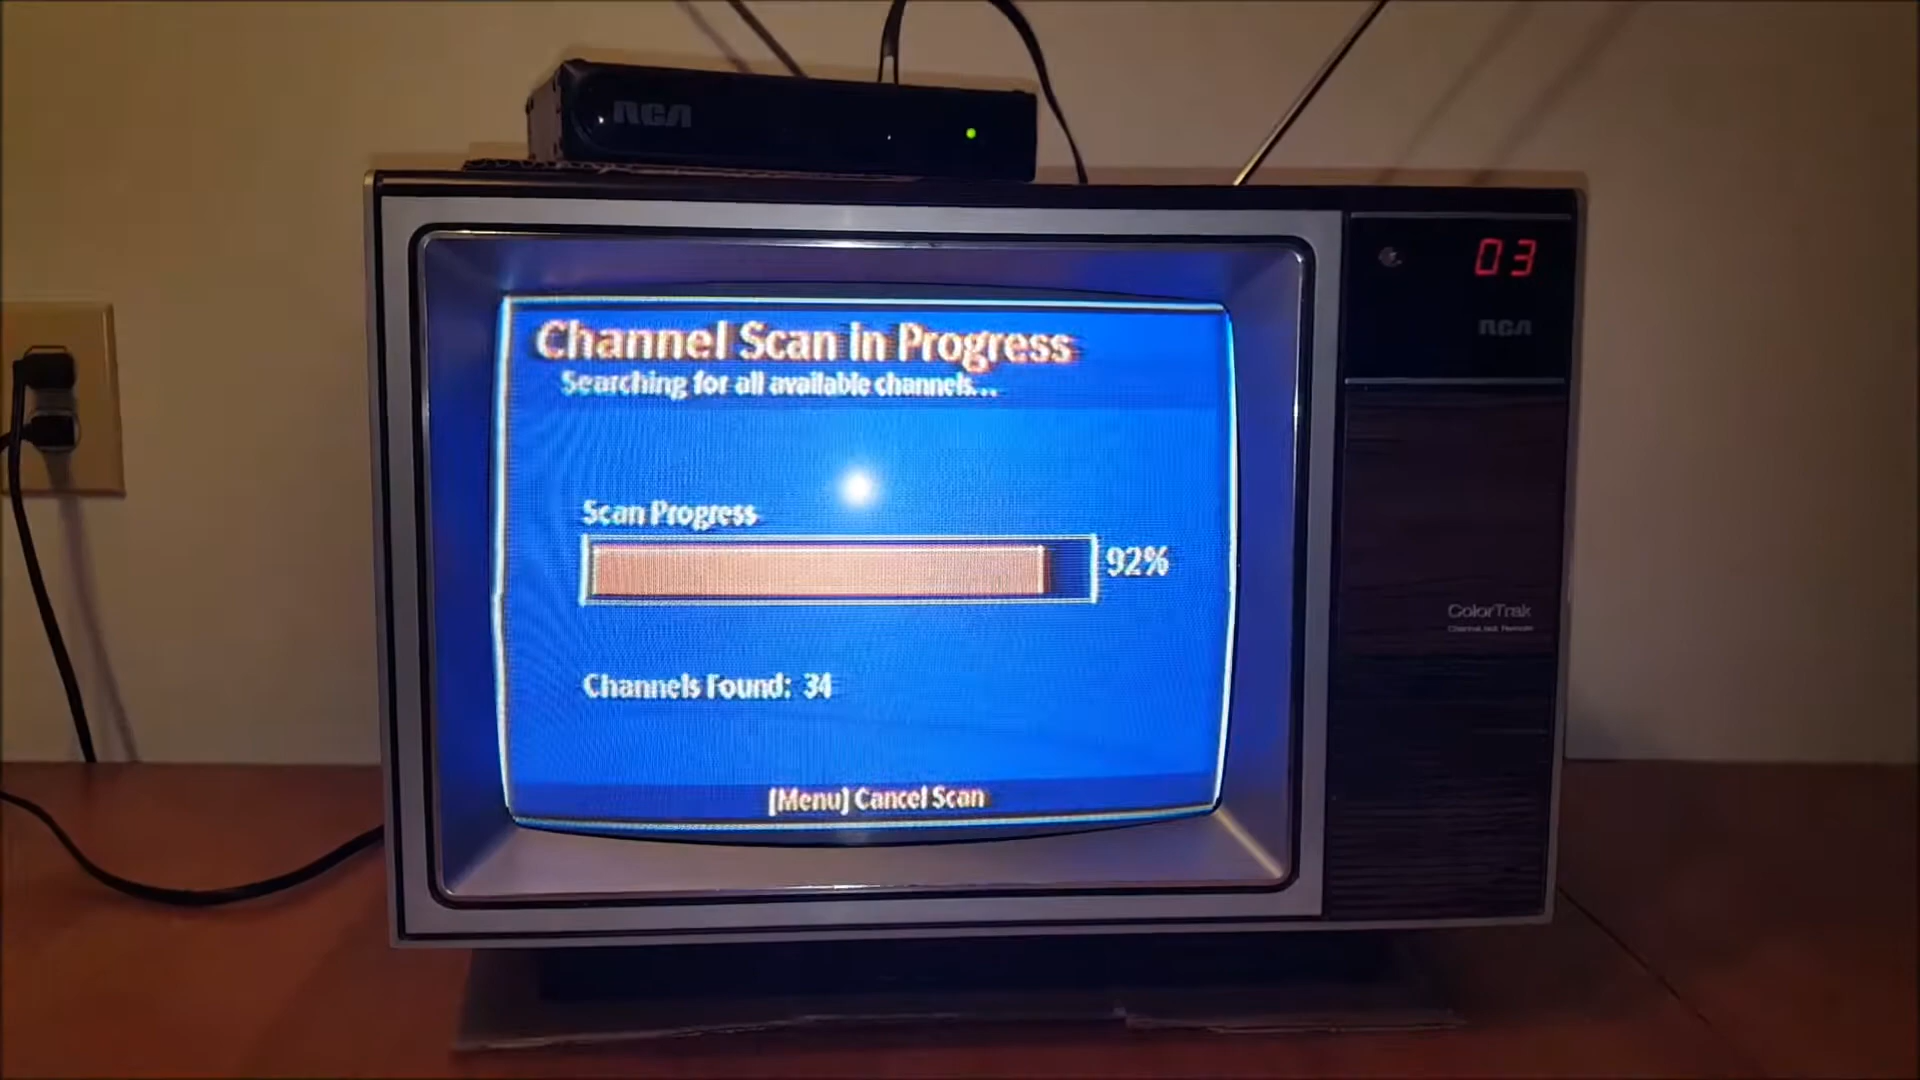 RCA
03
RCA
Channel Scan in Progress
Searching for all available channels...
Scan Progress
92%
ColorTrak
Channel Found: 34
[Menu] Cancel Scan